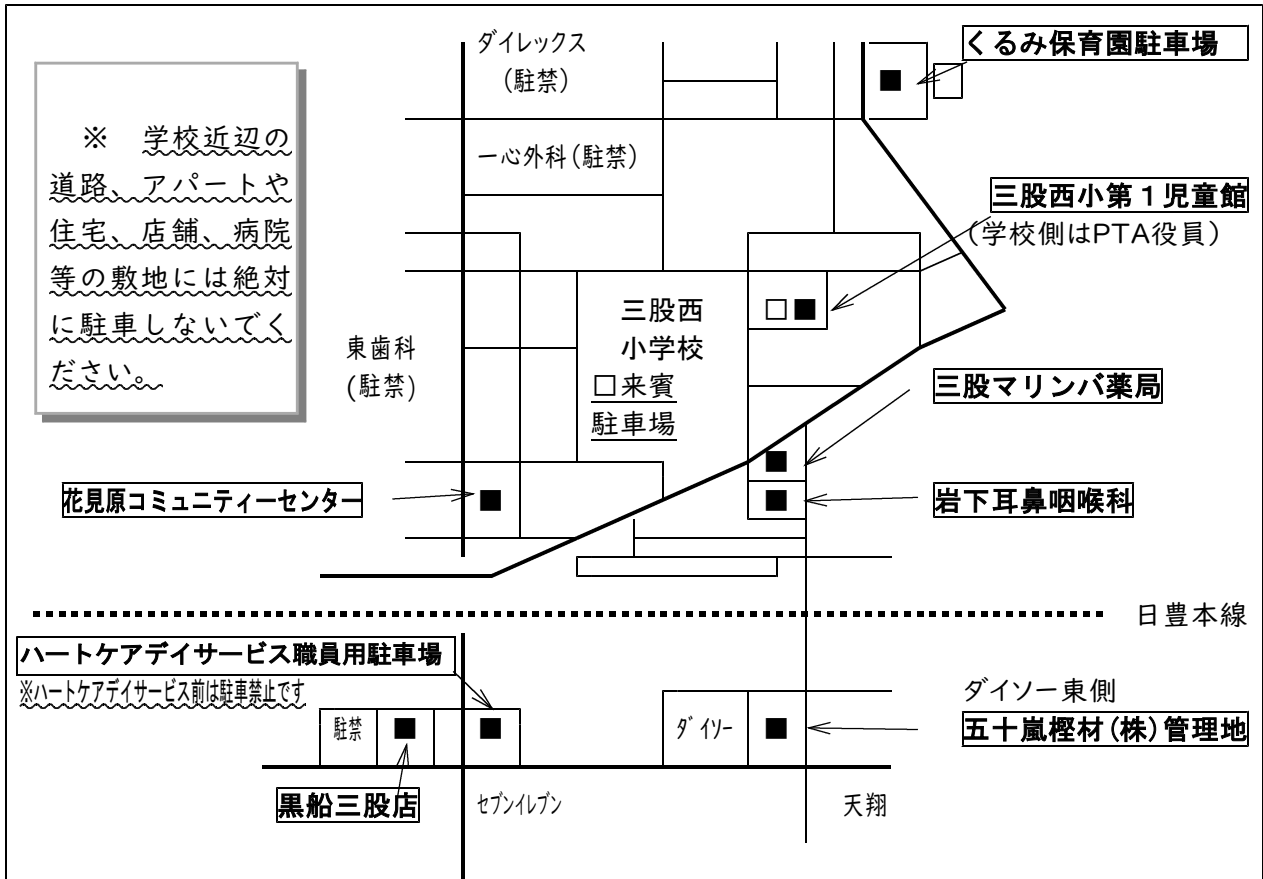 ダイレックス
(駐禁)
くるみ保育園駐車場
■
※ 学校近辺の
道路、アパートや
住宅、店舗、病院
等の敷地には絶対
に駐車しないでく
ださい。
一心外科(駐禁)
三股西小第1児童館
(学校側はPTA役員)
□■
三股西
小学校
□来賓
駐車場
東歯科
(駐禁)
三股マリンバ薬局
■
花見原コミュニティーセンター
■
■
岩下耳鼻咽喉科
日豊本線
ハートケアデイサービス職員用駐車場
※ハートケアデイサービス前は駐車禁止です
駐禁
■
■
ダイソー
■
ダイソー東側
五十嵐樫材(株)管理地
黒船三股店
セブンイレブン
天翔